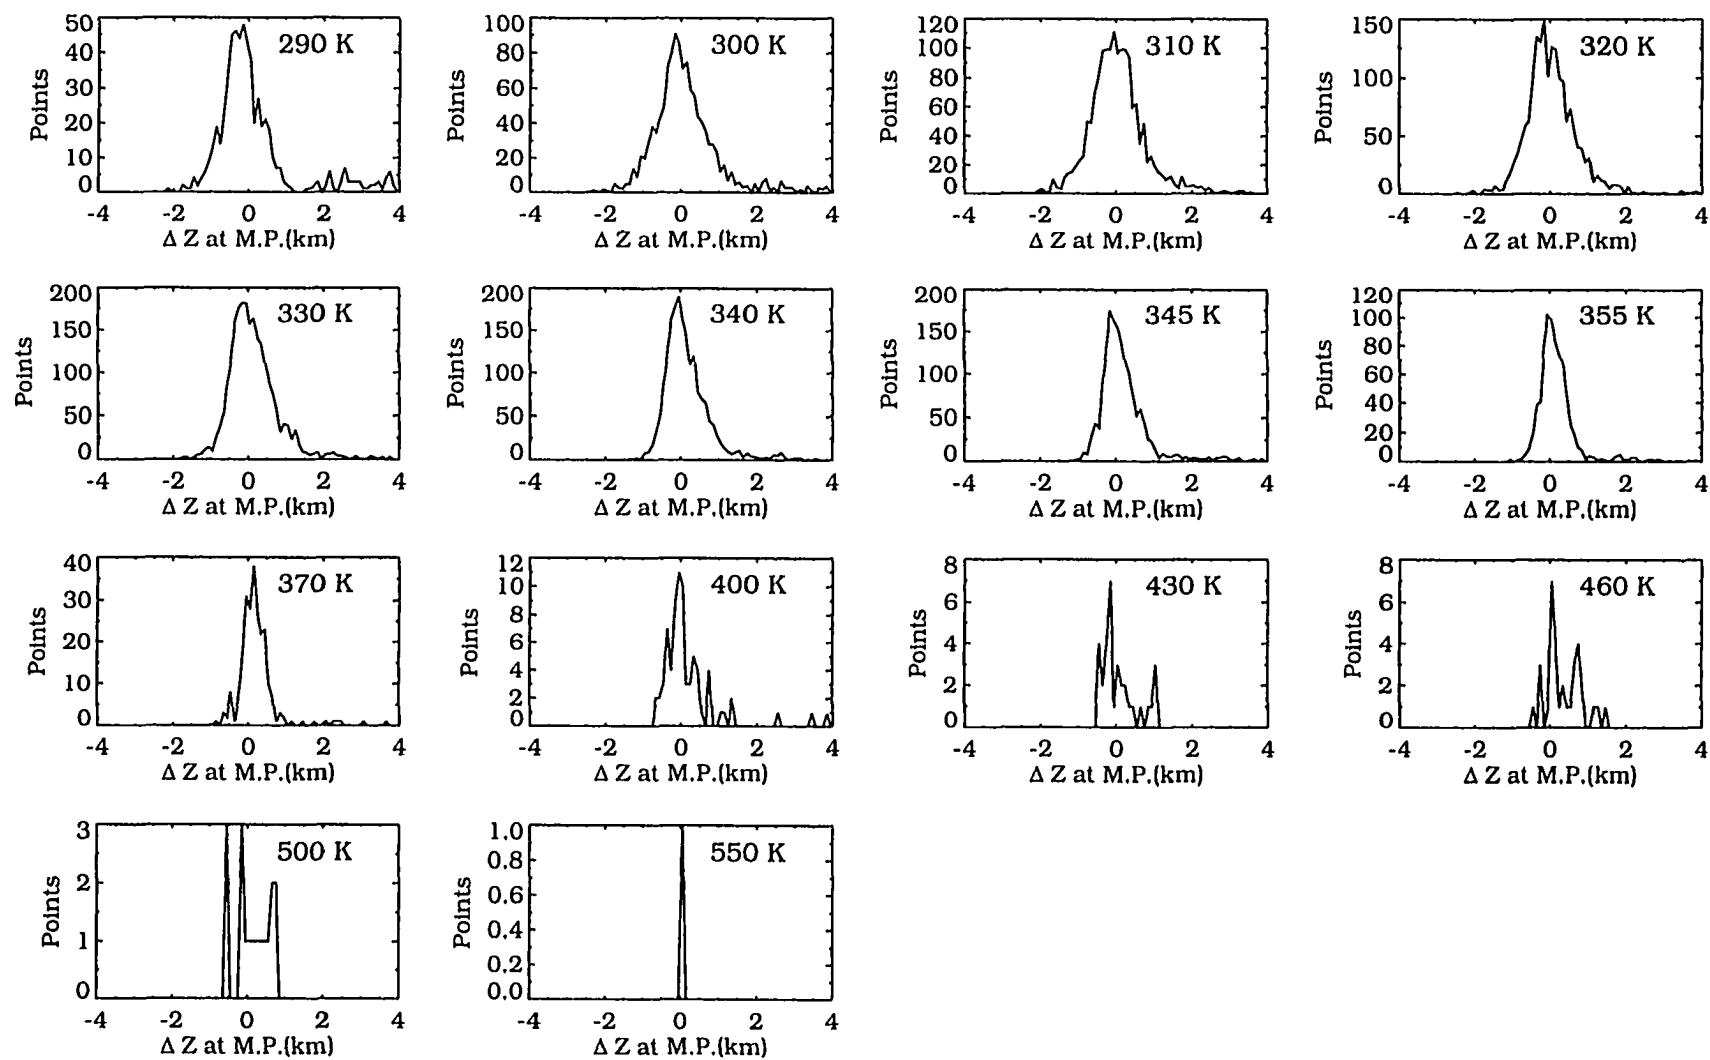 290 K
50
40
30
20
10
0
Points
-4 -2 0 2 4
Δ Z at M.P.(km)
300 K
100
80
60
40
20
0
Points
-4 -2 0 2 4
Δ Z at M.P.(km)
310 K
120
100
80
60
40
20
0
Points
-4 -2 0 2 4
Δ Z at M.P.(km)
320 K
150
100
50
0
Points
-4 -2 0 2 4
Δ Z at M.P.(km)
330 K
200
150
100
50
0
Points
-4 -2 0 2 4
Δ Z at M.P.(km)
340 K
200
150
100
50
0
Points
-4 -2 0 2 4
Δ Z at M.P.(km)
345 K
200
150
100
50
0
Points
-4 -2 0 2 4
Δ Z at M.P.(km)
355 K
120
100
80
60
40
20
0
Points
-4 -2 0 2 4
Δ Z at M.P.(km)
370 K
40
30
20
10
0
Points
-4 -2 0 2 4
Δ Z at M.P.(km)
400 K
12
10
8
6
4
2
0
Points
-4 -2 0 2 4
Δ Z at M.P.(km)
430 K
8
6
4
2
0
Points
-4 -2 0 2 4
Δ Z at M.P.(km)
460 K
8
6
4
2
0
Points
-4 -2 0 2 4
Δ Z at M.P.(km)
500 K
3
2
1
0
Points
-4 -2 0 2 4
Δ Z at M.P.(km)
550 K
1.0
0.8
0.6
0.4
0.2
0.0
Points
-4 -2 0 2 4
Δ Z at M.P.(km)